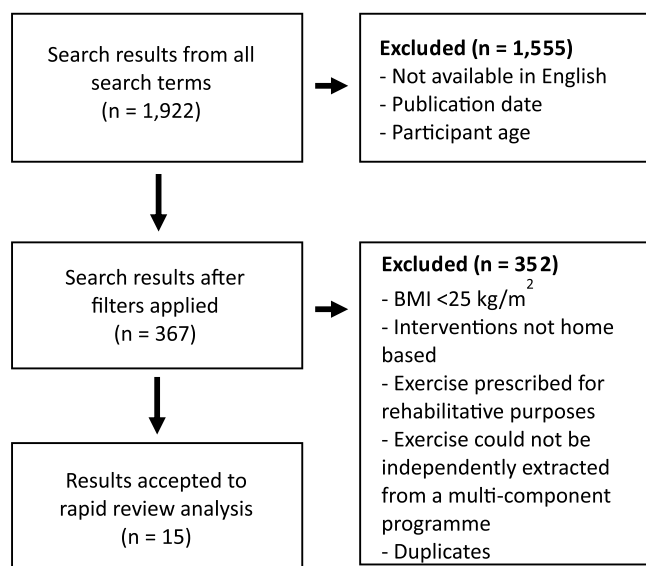 Search results from all
search terms
(n = 1,922)
Excluded (n = 1,555)
- Not available in English
- Publication date
- Participant age
Search results after
filters applied
(n = 367)
Excluded (n = 352)
- BMI <25 kg/m²
- Interventions not home
based
- Exercise prescribed for
rehabilitative purposes
- Exercise could not be
independently extracted
from a multi-component
programme
- Duplicates
Results accepted to
rapid review analysis
(n = 15)